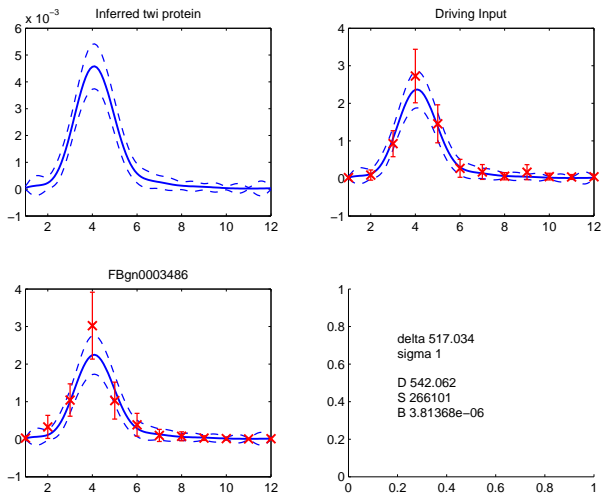 Inferred twi protein
x 10⁻³
6
5
4
3
2
1
0
−1
2 4 6 8 10 12
Driving Input
4
3
2
1
0
−1
2 4 6 8 10 12
FBgn0003486
4
3
2
1
0
−1
2 4 6 8 10 12
1
0.8
0.6
0.4
0.2
0
0 0.2 0.4 0.6 0.8 1
delta 517.034
sigma 1
D 542.062
S 266101
B 3.81368e−06